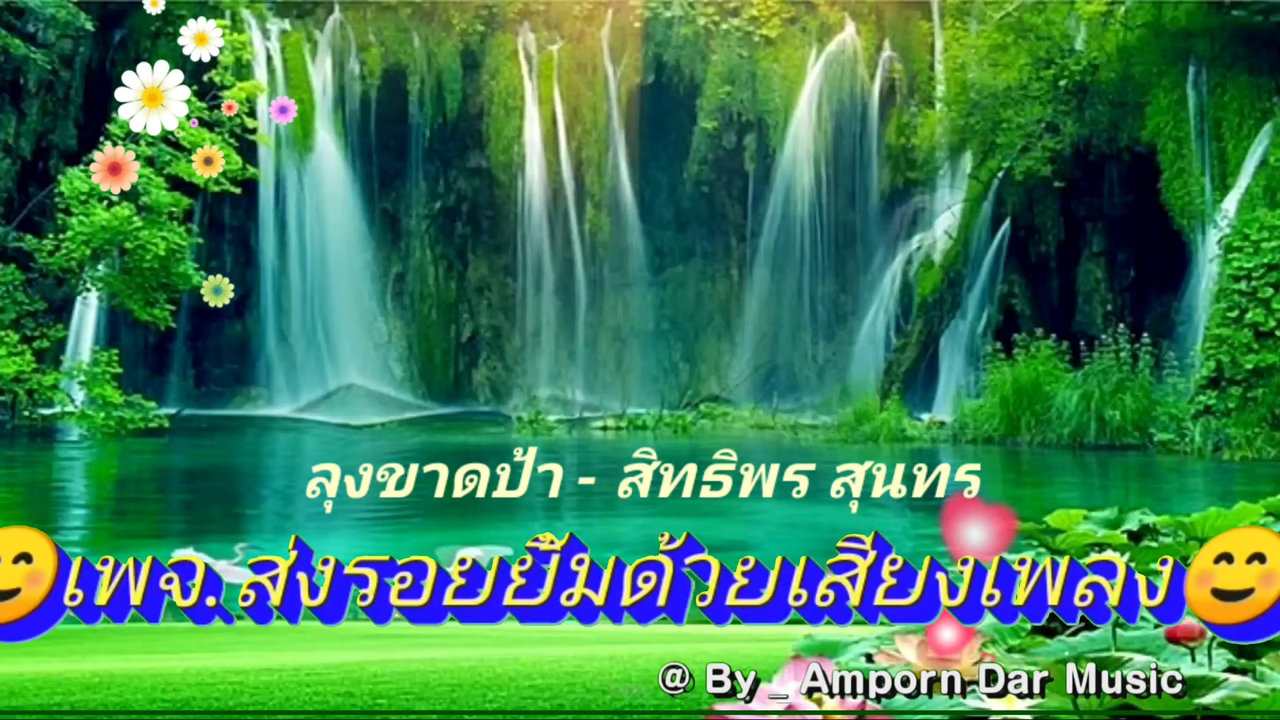 ลุงขาดป้า - สิทธิพร สุนทร
เพจ.ส่งรอยยิ้มด้วยเสียงเพลง
@ By _ Amporn Dar Music